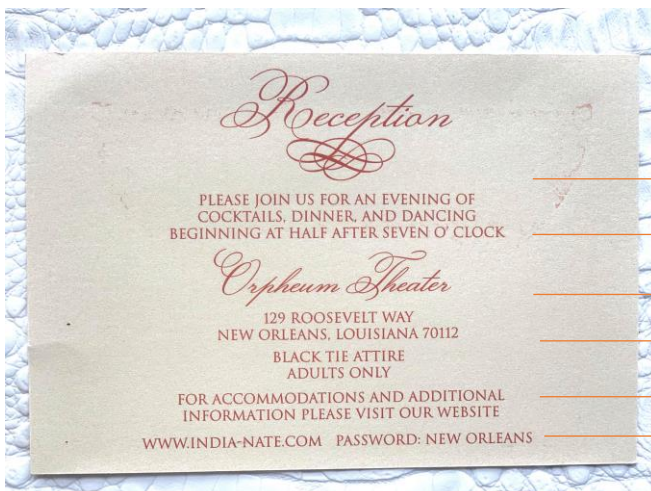 Reception
PLEASE JOIN US FOR AN EVENING OF
COCKTAILS, DINNER, AND DANCING
BEGINNING AT HALF AFTER SEVEN O' CLOCK
Orpheum Theater
129 ROOSEVELT WAY
NEW ORLEANS, LOUISIANA 70112
BLACK TIE ATTIRE
ADULTS ONLY
FOR ACCOMMODATIONS AND ADDITIONAL
INFORMATION PLEASE VISIT OUR WEBSITE
WWW.INDIA-NATE.COM PASSWORD: NEW ORLEANS